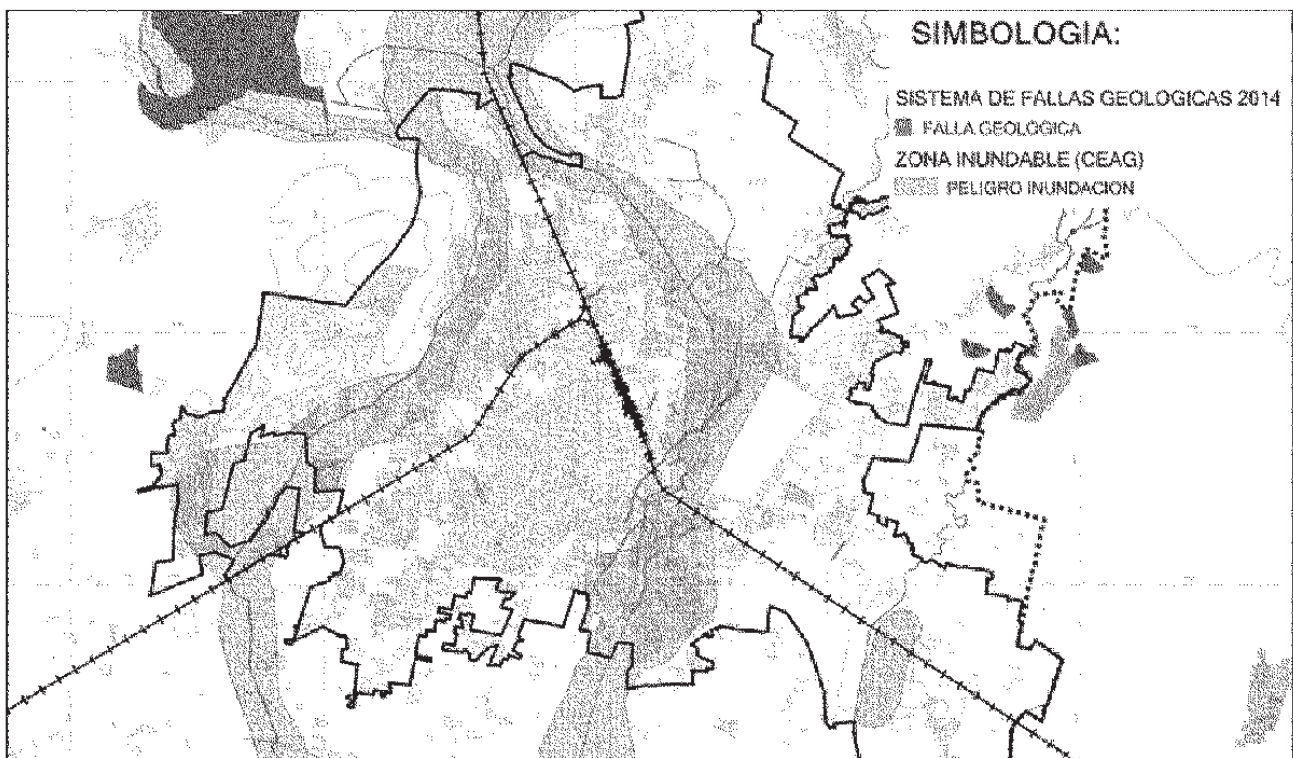 SIMBOLOGIA:
SISTEMA DE FALLAS GEOLOGICAS 2014
FALLA GEOLOGICA
ZONA INUNDABLE (CEAG)
PELIGRO INUNDACION